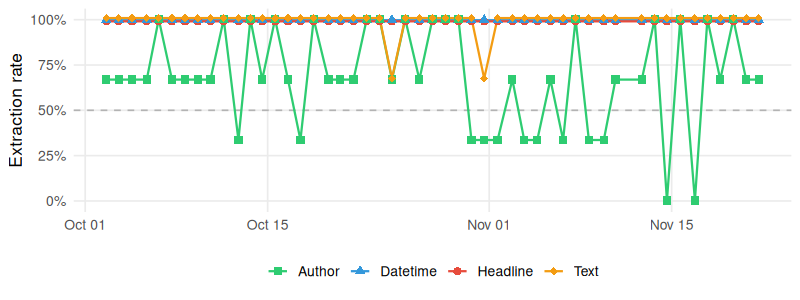 100%
75%
50%
25%
0%
Extraction rate
Oct 01 Oct 15 Nov 01 Nov 15
Author Datetime Headline Text